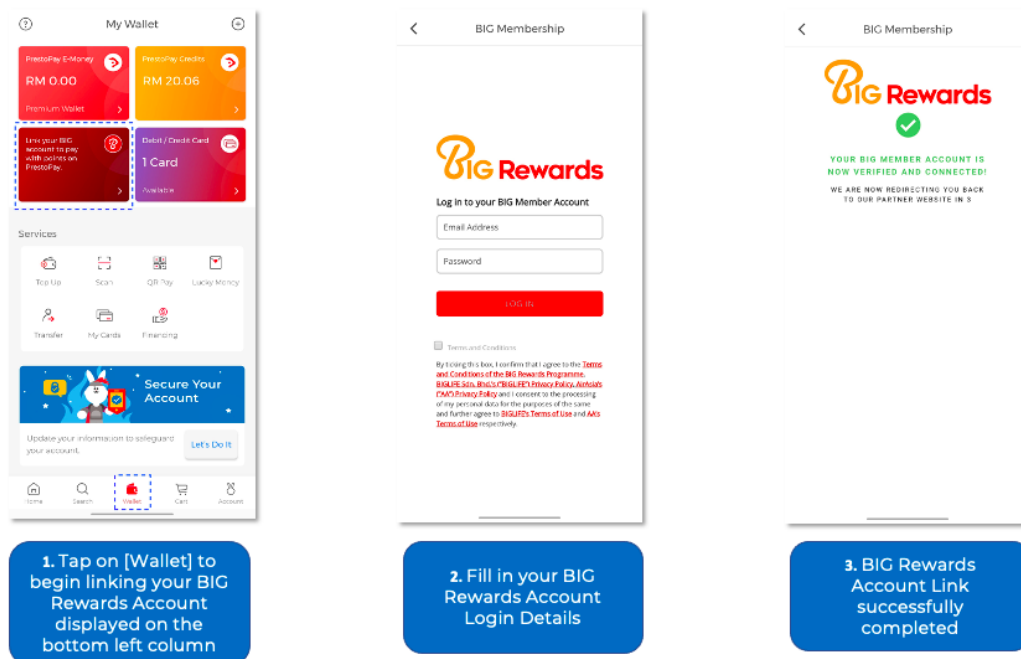 My Wallet
PrestoPay E-Money
RM 0.00
Premium Wallet
PrestoPay Credits
RM 20.06
Link your BIG
account to pay
with points on
PrestoPay.
Debit / Credit Card
1 Card
Available
Services
Top Up
Scan
QR Pay
Lucky Money
Transfer
My Cards
Financing
Secure Your
Account
Update your information to safeguard
your account.
Let's Do It
Home
Search
Wallet
Cart
Account
1. Tap on [Wallet] to
begin linking your BIG
Rewards Account
displayed on the
bottom left column
BIG Membership
BIG Rewards
Log in to your BIG Member Account
Email Address
Password
LOG IN
Terms and Conditions
By ticking this box, I confirm that I agree to the Terms
and Conditions of the BIG Rewards Programme,
BIGLIFE Sdn. Bhd.'s ("BIGLIFE") Privacy Policy, AirAsia's
("AA") Privacy Policy and I consent to the processing
of my personal data for the purposes of the same
and further agree to BIGLIFE's Terms of Use and AA's
Terms of Use respectively.
2. Fill in your BIG
Rewards Account
Login Details
BIG Membership
BIG Rewards
YOUR BIG MEMBER ACCOUNT IS
NOW VERIFIED AND CONNECTED!
WE ARE NOW REDIRECTING YOU BACK
TO OUR PARTNER WEBSITE IN 3
3. BIG Rewards
Account Link
successfully
completed